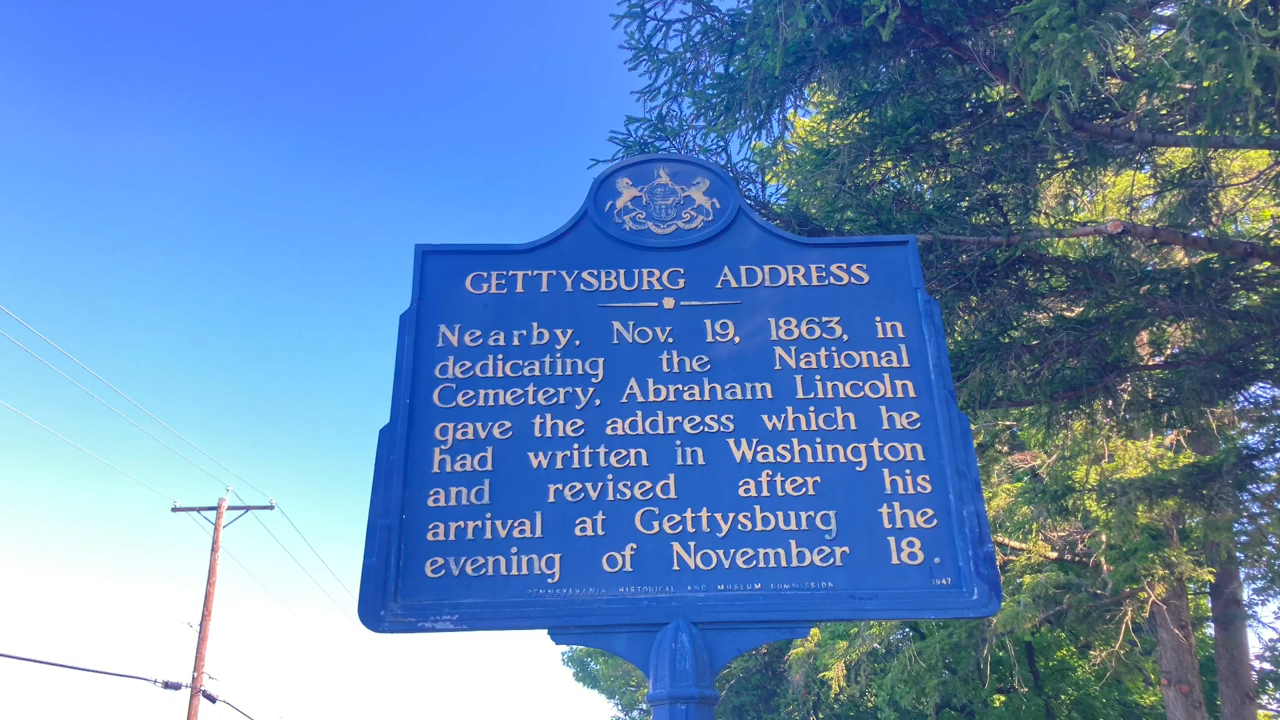 GETTYSBURG ADDRESS
Nearby, Nov. 19, 1863, in
dedicating the National
Cemetery, Abraham Lincoln
gave the address which he
had written in Washington
and revised after his
arrival at Gettysburg the
evening of November 18.
PENNSYLVANIA HISTORICAL AND MUSEUM COMMISSION 1947